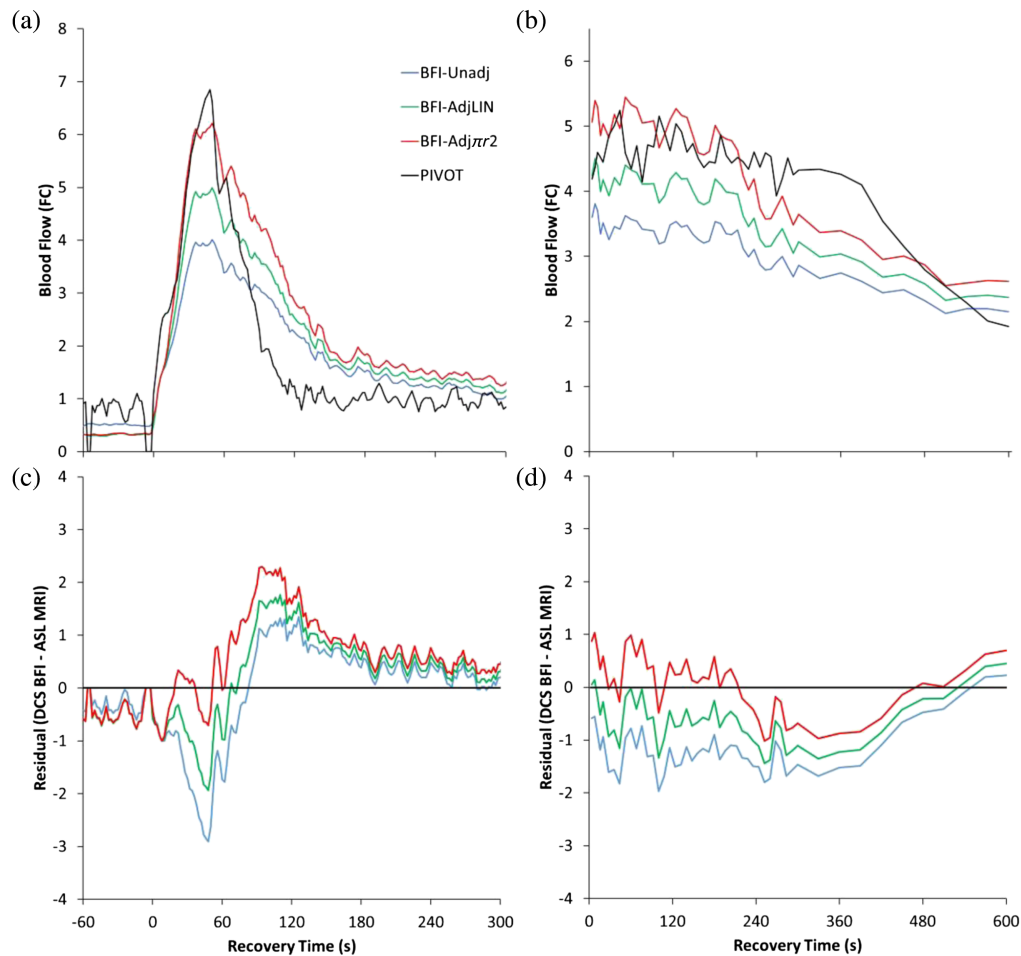 (a)
8
7
6
5
4
3
2
1
0
Blood Flow (FC)
BFI-Unadj
BFI-AdjLIN
BFI-Adjπr2
PIVOT
(b)
6
5
4
3
2
1
0
Blood Flow (FC)
(c)
4
3
2
1
0
-1
-2
-3
-4
Residual (DCS BFI - ASL MRI)
-60 0 60 120 180 240 300
Recovery Time (s)
(d)
4
3
2
1
0
-1
-2
-3
-4
Residual (DCS BFI - ASL MRI)
0 120 240 360 480 600
Recovery Time (s)